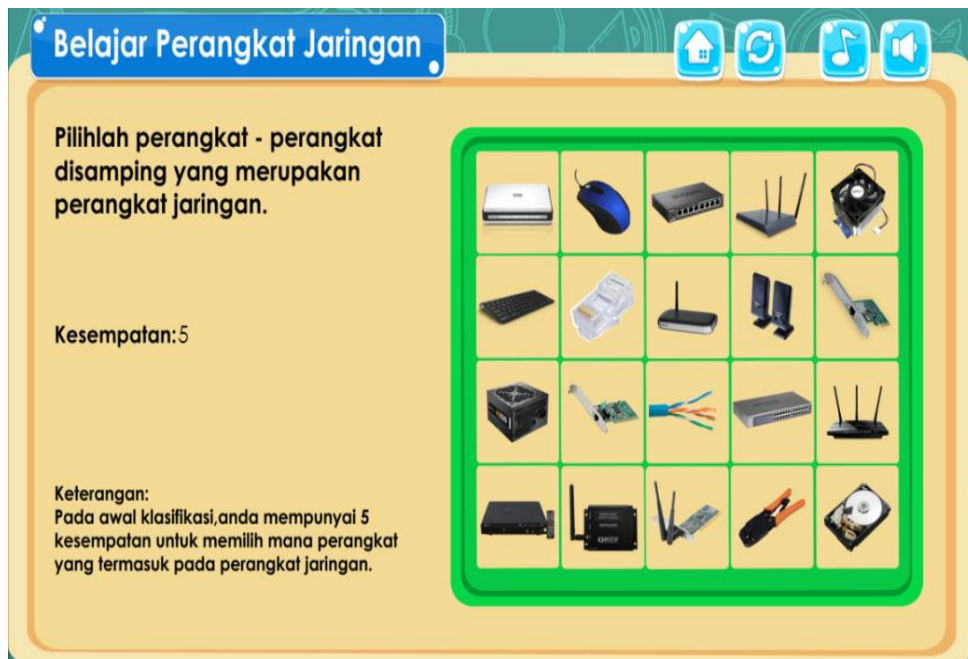 Belajar Perangkat Jaringan
Pilihlah perangkat - perangkat
disamping yang merupakan
perangkat jaringan.
Kesempatan:5
Keterangan:
Pada awal klasifikasi,anda mempunyai 5
kesempatan untuk memilih mana perangkat
yang termasuk pada perangkat jaringan.